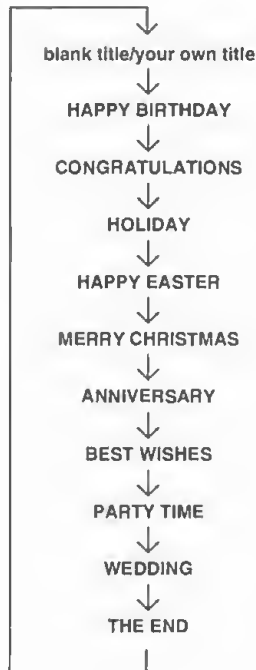 blank title/your own title
HAPPY BIRTHDAY
CONGRATULATIONS
HOLIDAY
HAPPY EASTER
MERRY CHRISTMAS
ANNIVERSARY
BEST WISHES
PARTY TIME
WEDDING
THE END